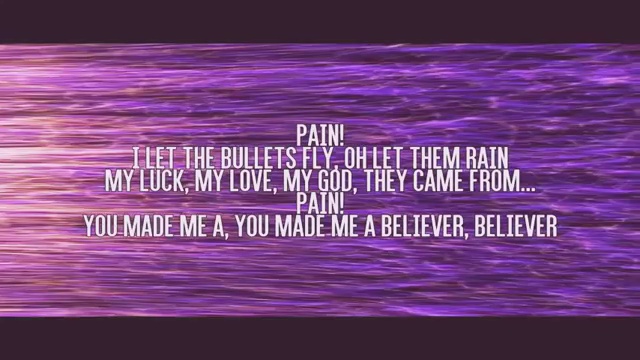 PAIN!
I LET THE BULLETS FLY, OH LET THEM RAIN
MY LUCK, MY LOVE, MY GOD, THEY CAME FROM...
PAIN!
YOU MADE ME A, YOU MADE ME A BELIEVER, BELIEVER